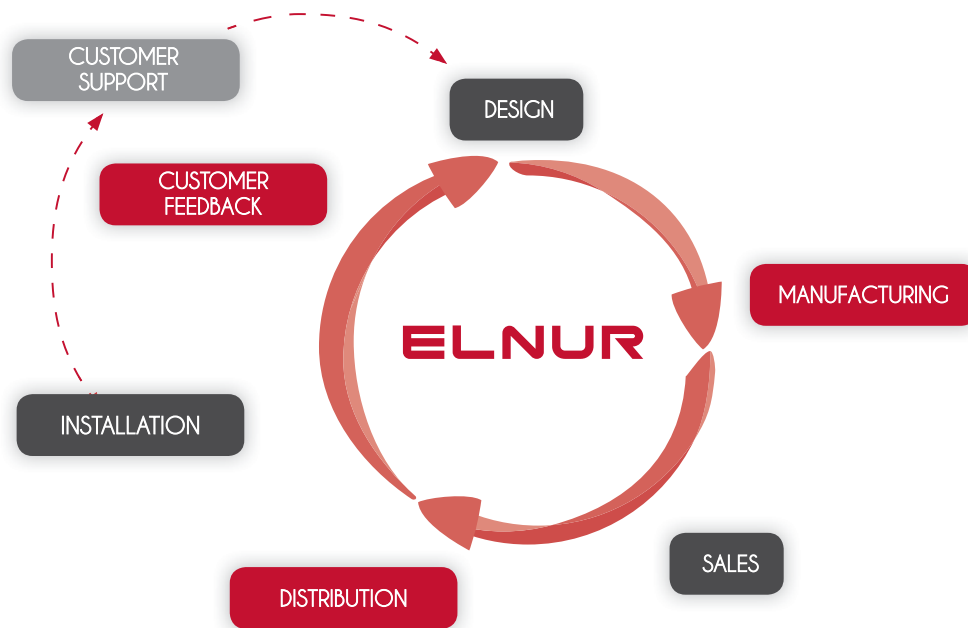 CUSTOMER
SUPPORT
DESIGN
CUSTOMER
FEEDBACK
MANUFACTURING
ELNUR
INSTALLATION
SALES
DISTRIBUTION